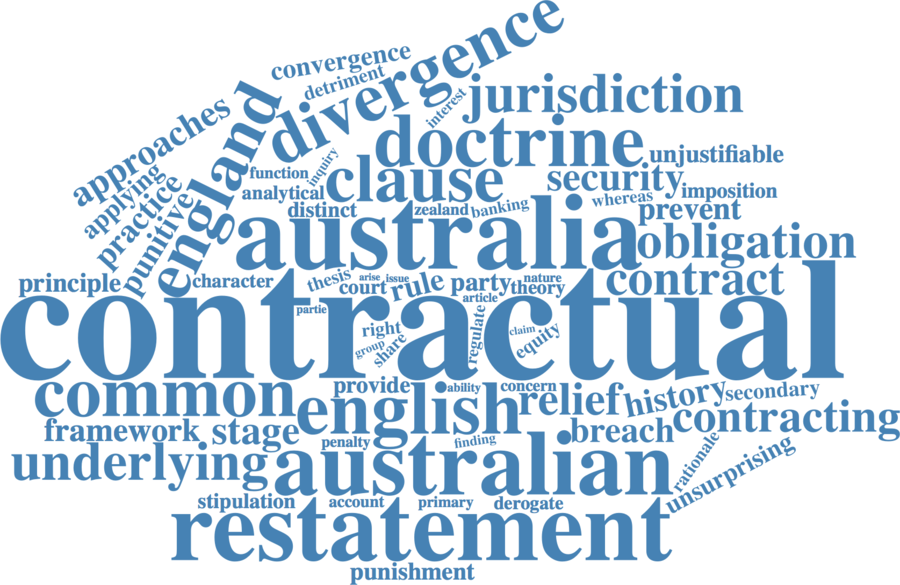 convergence
detriment
divergence
interest
jurisdiction
approaches
england
doctrine
unjustifiable
applying
practice
punitive
function
inquiry
analytical
clause
security
imposition
distinct
zealand
banking
whereas
prevent
australia
obligation
principle
character
thesis
arise
issue
court
rule
party
nature
theory
contract
article
partie
contractual
right
group
share
regulate
claim
equity
common
provide
ability
concern
english
relief
history
secondary
framework
stage
penalty
finding
breach
contracting
underlying
australian
rationale
unsurprising
stipulation
account
primary
derogate
restatement
punishment